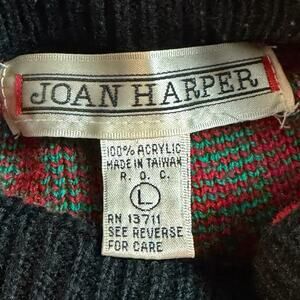 JOAN HARPER
100% ACRYLIC
MADE IN TAIWAN
R. O. C.
L
RN 13711
SEE REVERSE
FOR CARE